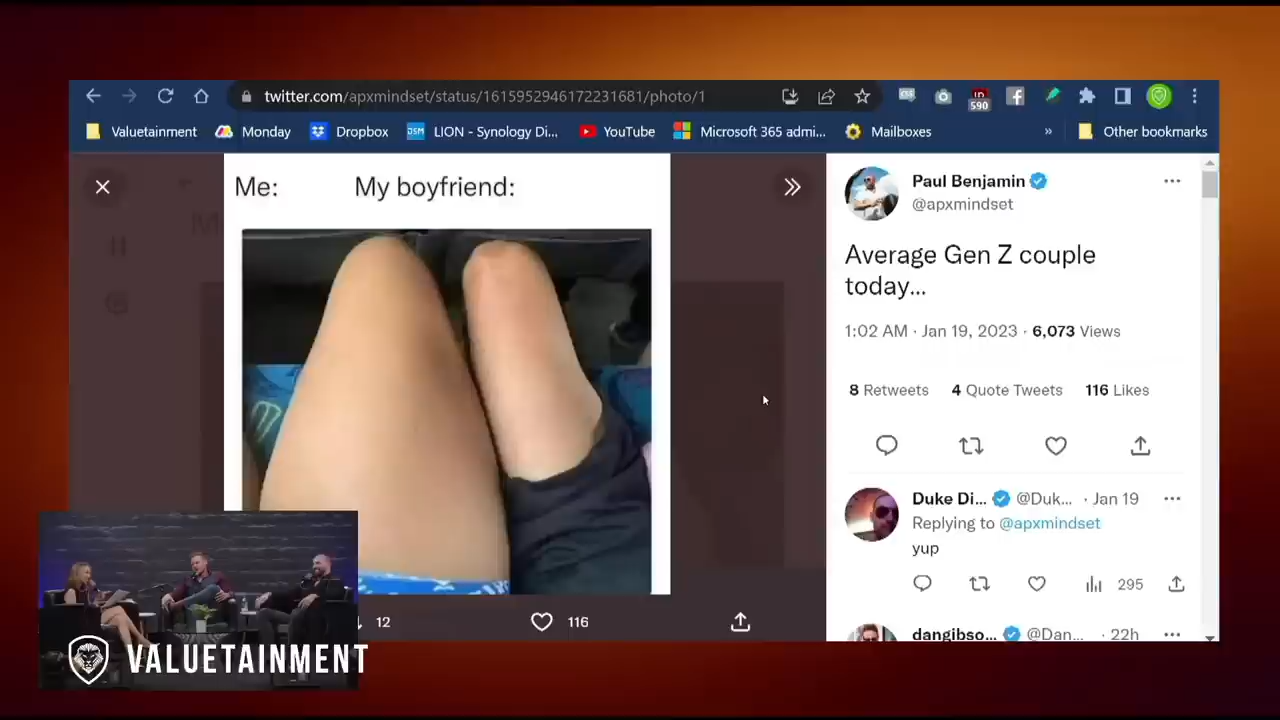 twitter.com/apxmindset/status/1615952946172231681/photo/1
590
Valuetainment Monday Dropbox JSM LION - Synology Di... YouTube Microsoft 365 admi... Mailboxes » Other bookmarks
Me: My boyfriend:
Paul Benjamin
@apxmindset
Average Gen Z couple
today...
1:02 AM · Jan 19, 2023 · 6,073 Views
8 Retweets 4 Quote Tweets 116 Likes
Duke Di... @Duk... · Jan 19
Replying to @apxmindset
yup
295
dangibso... @Dan... · 22h
12 116
VALUETAINMENT